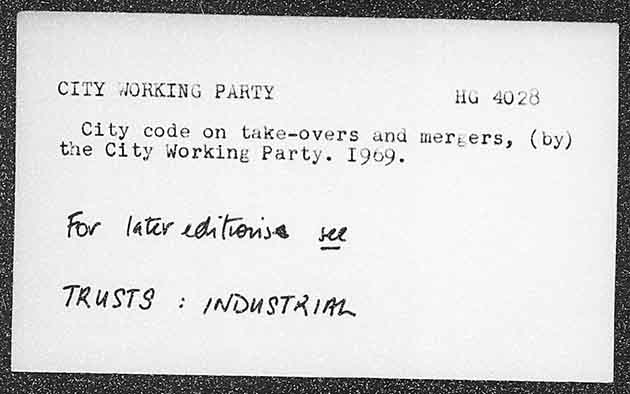 CITY WORKING PARTY HG 4028
City code on take-overs and mergers, (by)
the City Working Party. 1969.
For later editions see
TRUSTS : INDUSTRIAL